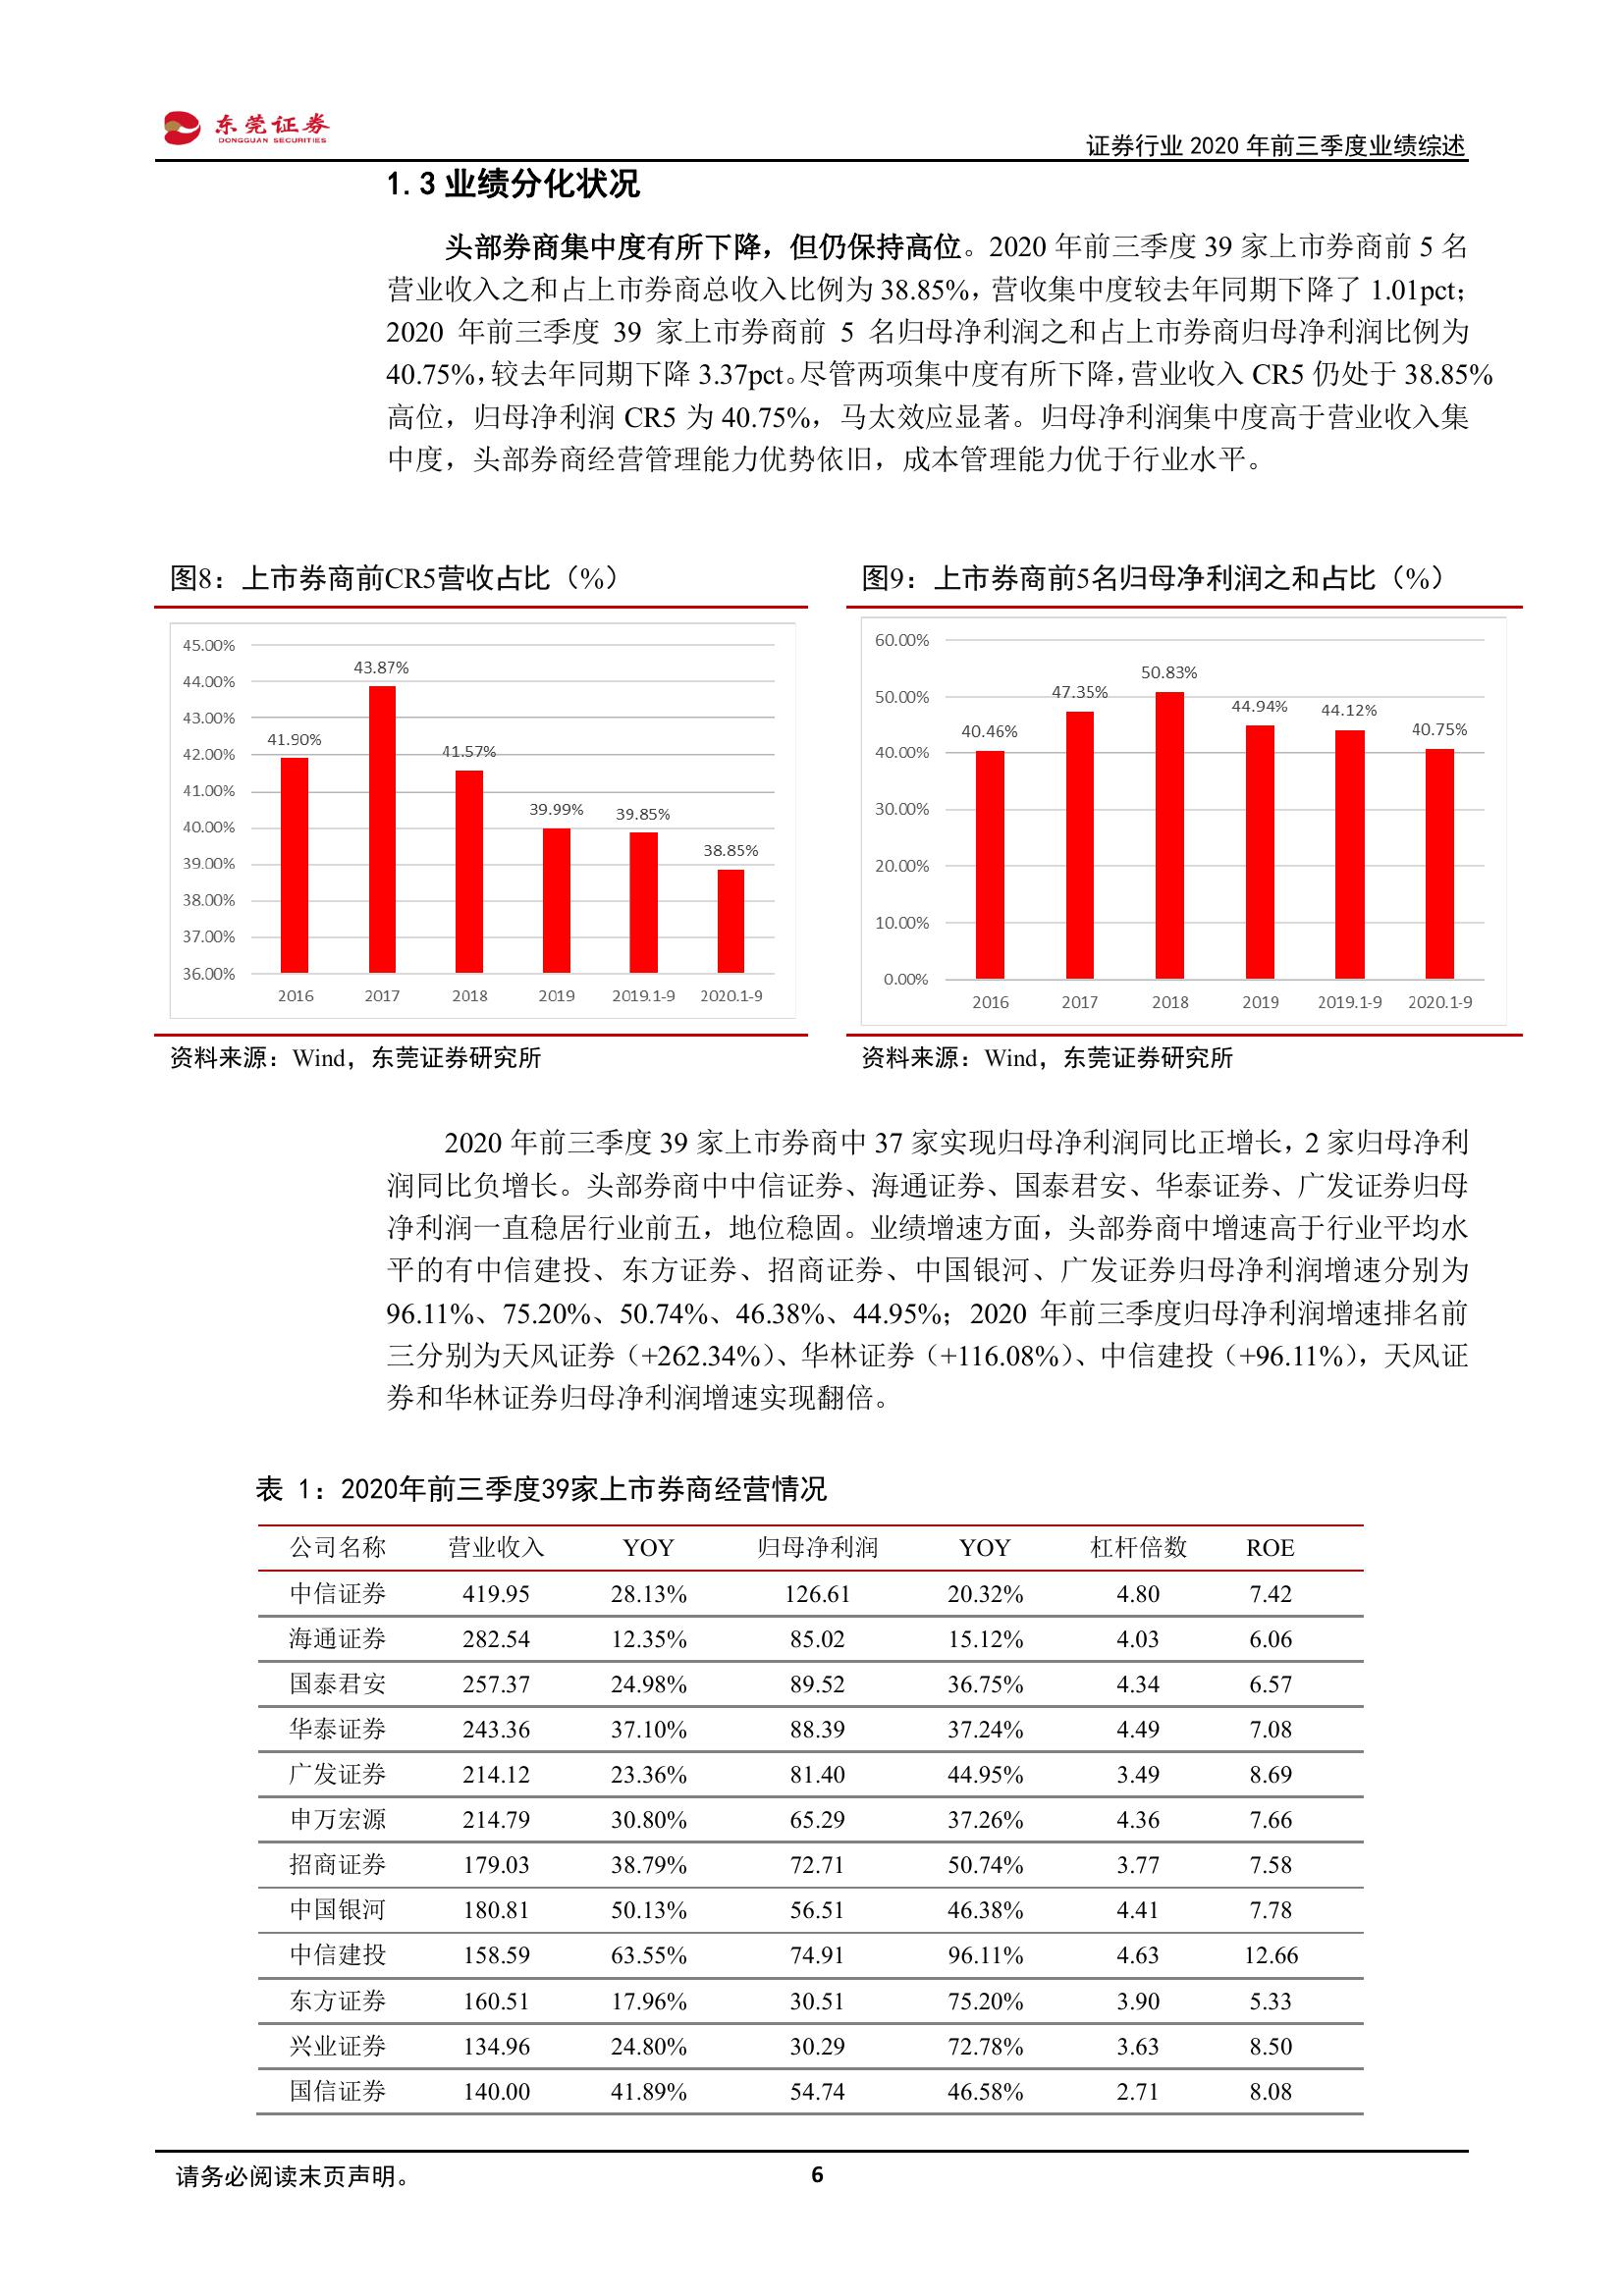 东莞证券
DONGGUAN SECURITIES
证券行业 2020 年前三季度业绩综述
1.3 业绩分化状况
头部券商集中度有所下降，但仍保持高位。2020 年前三季度 39 家上市券商前 5 名
营业收入之和占上市券商总收入比例为 38.85%，营收集中度较去年同期下降了 1.01pct；
2020 年前三季度 39 家上市券商前 5 名归母净利润之和占上市券商归母净利润比例为
40.75%，较去年同期下降 3.37pct。尽管两项集中度有所下降，营业收入 CR5 仍处于 38.85%
高位，归母净利润 CR5 为 40.75%，马太效应显著。归母净利润集中度高于营业收入集
中度，头部券商经营管理能力优势依旧，成本管理能力优于行业水平。
图8：上市券商前CR5营收占比（%）
45.00%
44.00%
43.00%
42.00%
41.00%
40.00%
39.00%
38.00%
37.00%
36.00%
41.90%
43.87%
41.57%
39.99%
39.85%
38.85%
2016 2017 2018 2019 2019.1-9 2020.1-9
资料来源：Wind，东莞证券研究所
图9：上市券商前5名归母净利润之和占比（%）
60.00%
50.00%
40.00%
30.00%
20.00%
10.00%
0.00%
40.46%
47.35%
50.83%
44.94%
44.12%
40.75%
2016 2017 2018 2019 2019.1-9 2020.1-9
资料来源：Wind，东莞证券研究所
2020 年前三季度 39 家上市券商中 37 家实现归母净利润同比正增长，2 家归母净利
润同比负增长。头部券商中中信证券、海通证券、国泰君安、华泰证券、广发证券归母
净利润一直稳居行业前五，地位稳固。业绩增速方面，头部券商中增速高于行业平均水
平的有中信建投、东方证券、招商证券、中国银河、广发证券归母净利润增速分别为
96.11%、75.20%、50.74%、46.38%、44.95%；2020 年前三季度归母净利润增速排名前
三分别为天风证券（+262.34%）、华林证券（+116.08%）、中信建投（+96.11%），天风证
券和华林证券归母净利润增速实现翻倍。
表 1：2020年前三季度39家上市券商经营情况
公司名称 营业收入 YOY 归母净利润 YOY 杠杆倍数 ROE
中信证券 419.95 28.13% 126.61 20.32% 4.80 7.42
海通证券 282.54 12.35% 85.02 15.12% 4.03 6.06
国泰君安 257.37 24.98% 89.52 36.75% 4.34 6.57
华泰证券 243.36 37.10% 88.39 37.24% 4.49 7.08
广发证券 214.12 23.36% 81.40 44.95% 3.49 8.69
申万宏源 214.79 30.80% 65.29 37.26% 4.36 7.66
招商证券 179.03 38.79% 72.71 50.74% 3.77 7.58
中国银河 180.81 50.13% 56.51 46.38% 4.41 7.78
中信建投 158.59 63.55% 74.91 96.11% 4.63 12.66
东方证券 160.51 17.96% 30.51 75.20% 3.90 5.33
兴业证券 134.96 24.80% 30.29 72.78% 3.63 8.50
国信证券 140.00 41.89% 54.74 46.58% 2.71 8.08
请务必阅读末页声明。
6